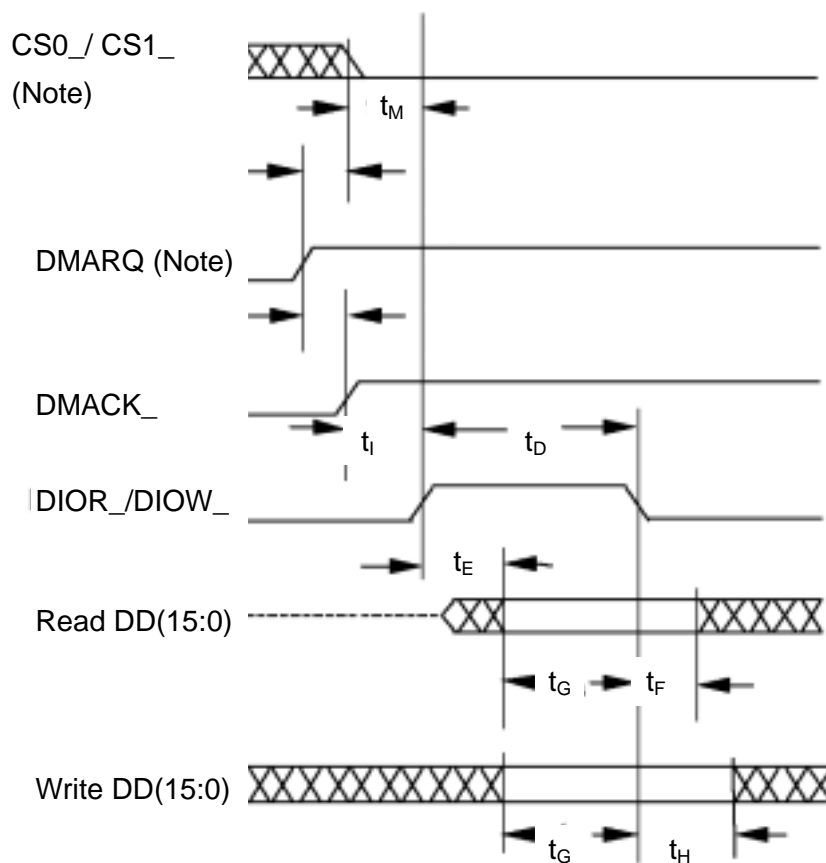 CS0_/ CS1_
(Note)
tM
DMARQ (Note)
DMACK_
tI
tD
DIOR_/DIOW_
tE
Read DD(15:0)
tG
tF
Write DD(15:0)
tG
tH